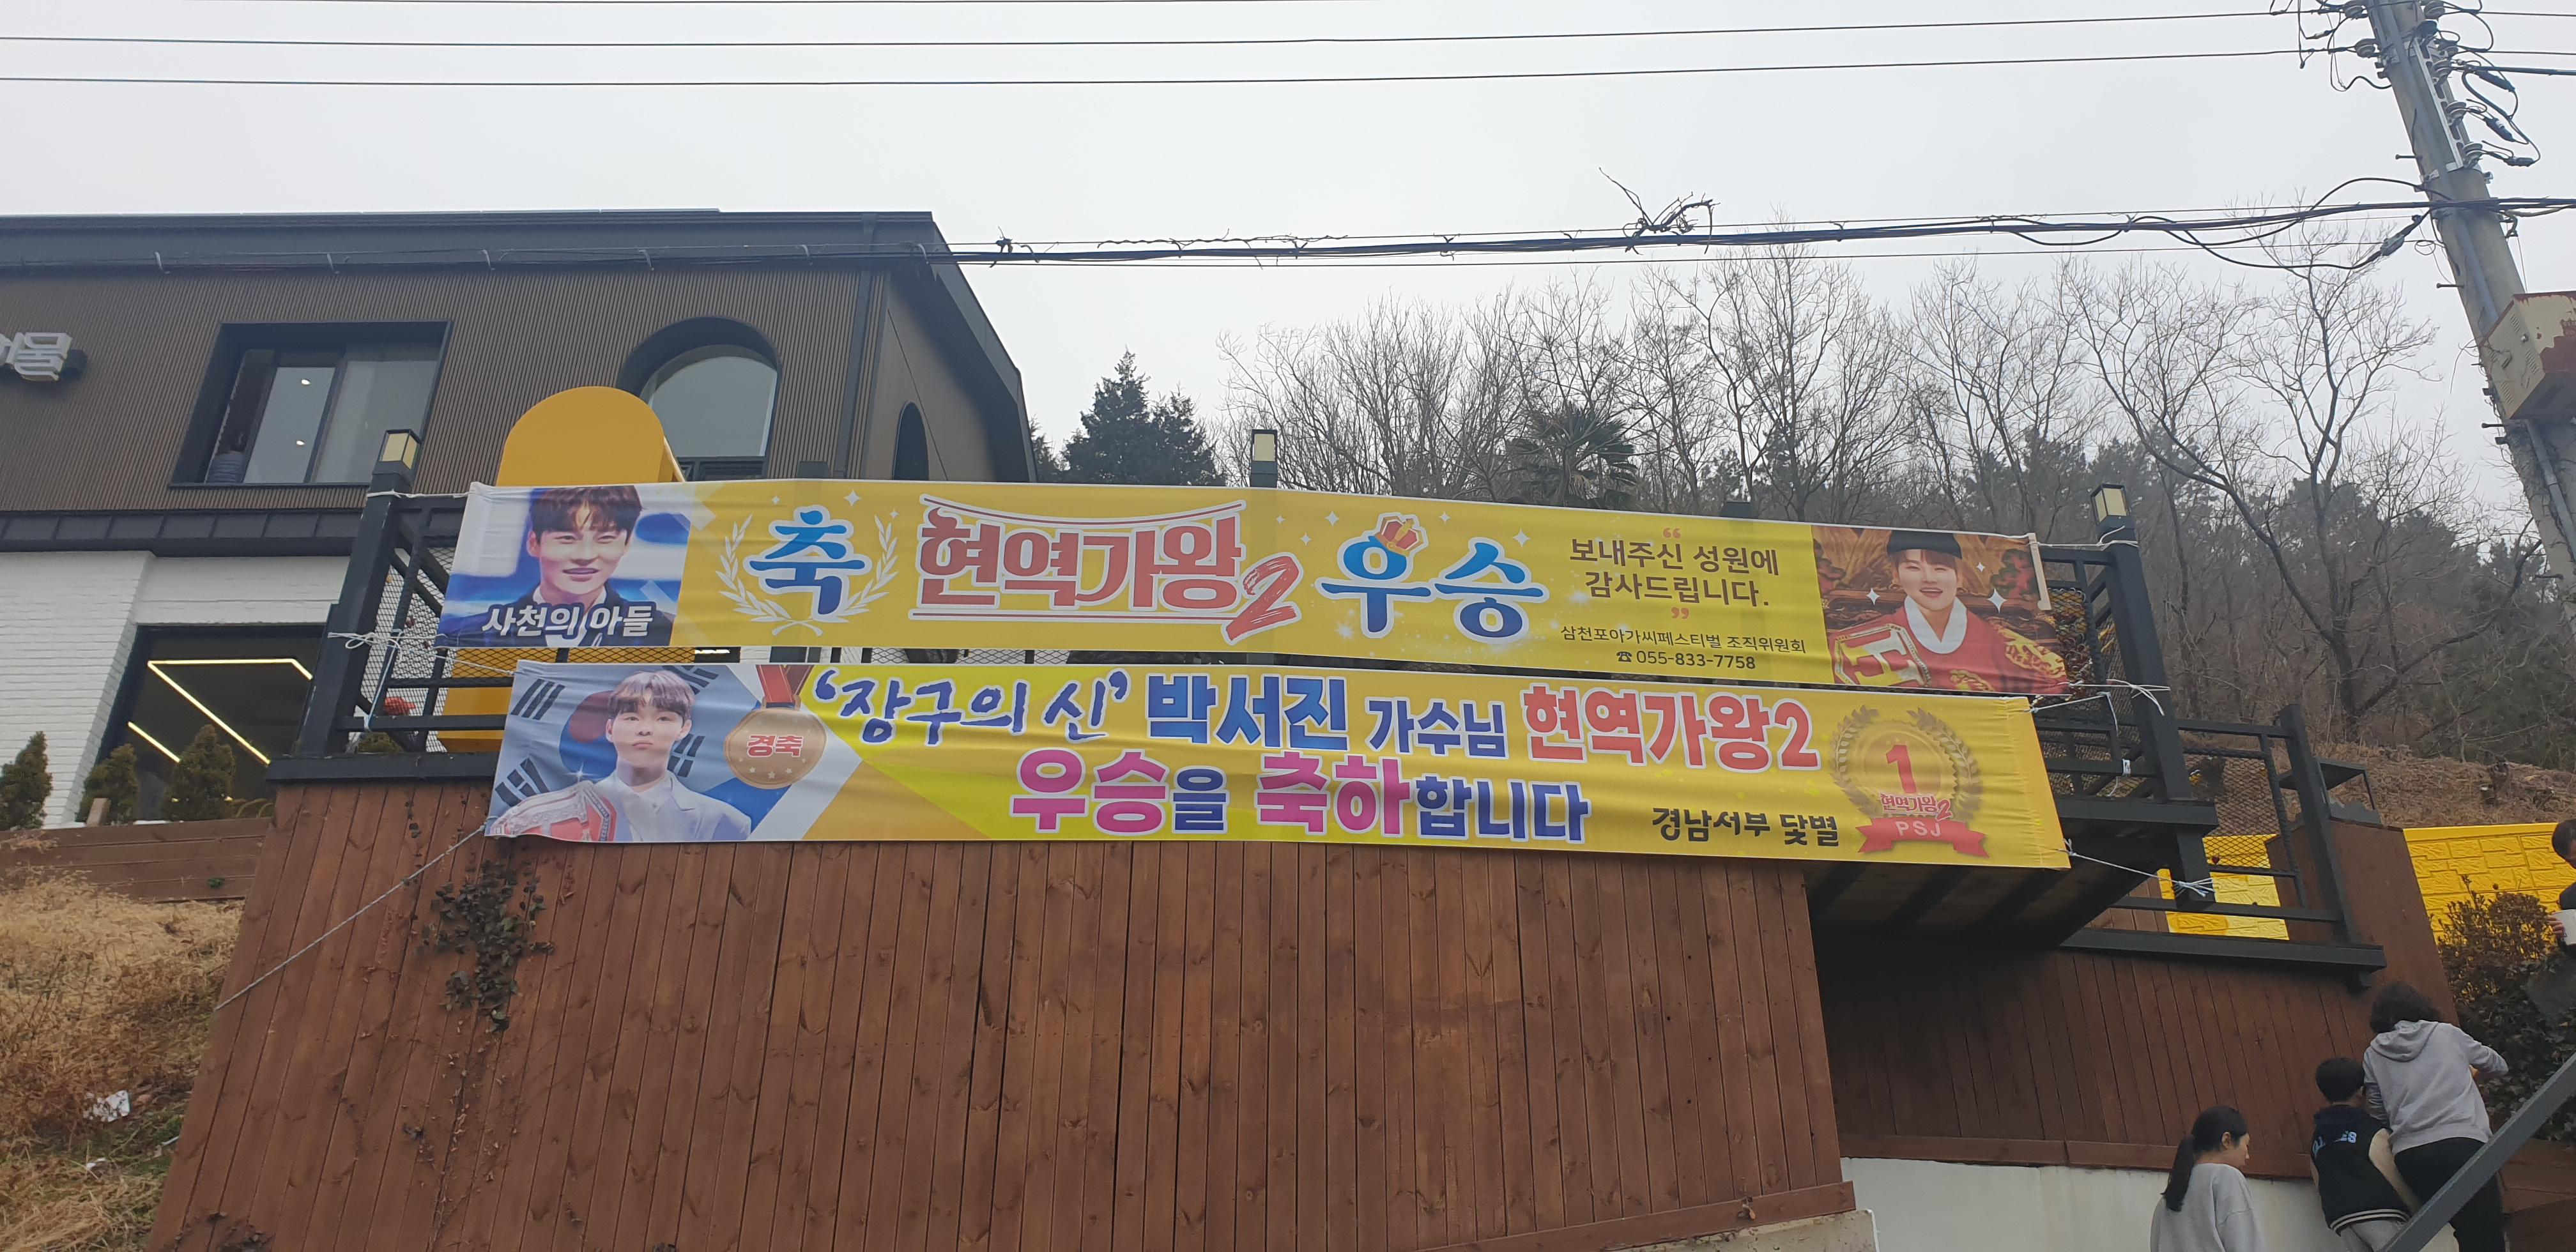 사천의 아들
축 현역가왕2 우승
“
보내주신 성원에
감사드립니다.
”
삼천포아가씨페스티벌 조직위원회
☎ 055-833-7758
경축
‘장구의 신’ 박서진 가수님 현역가왕2
우승을 축하합니다
경남서부 닻별
1
현역가왕2
PSJ